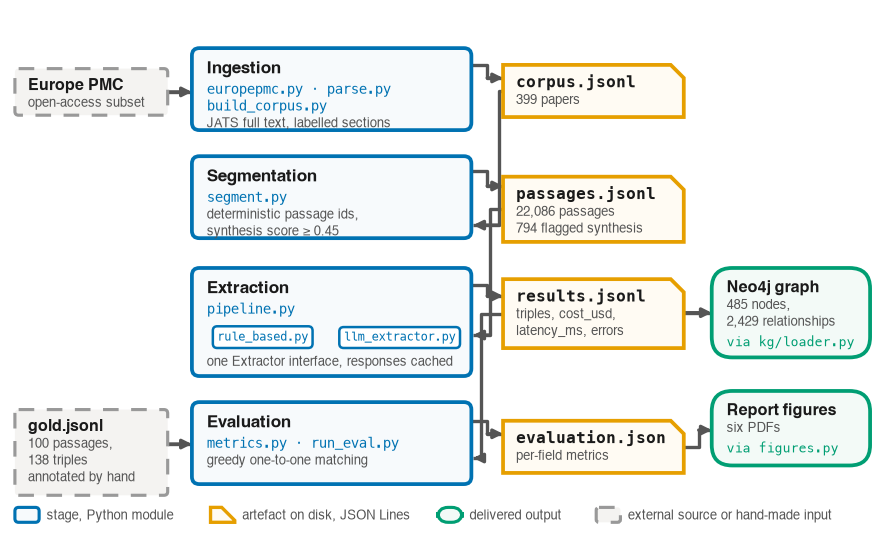 Europe PMC
open-access subset
Ingestion
europepmc.py · parse.py
build_corpus.py
JATS full text, labelled sections
corpus.jsonl
399 papers
Segmentation
segment.py
deterministic passage ids,
synthesis score ≥ 0.45
passages.jsonl
22,086 passages
794 flagged synthesis
Extraction
pipeline.py
rule_based.py
llm_extractor.py
one Extractor interface, responses cached
results.jsonl
triples, cost_usd,
latency_ms, errors
Neo4j graph
485 nodes,
2,429 relationships
via kg/loader.py
gold.jsonl
100 passages,
138 triples
annotated by hand
Evaluation
metrics.py · run_eval.py
greedy one-to-one matching
evaluation.json
per-field metrics
Report figures
six PDFs
via figures.py
stage, Python module
artefact on disk, JSON Lines
delivered output
external source or hand-made input